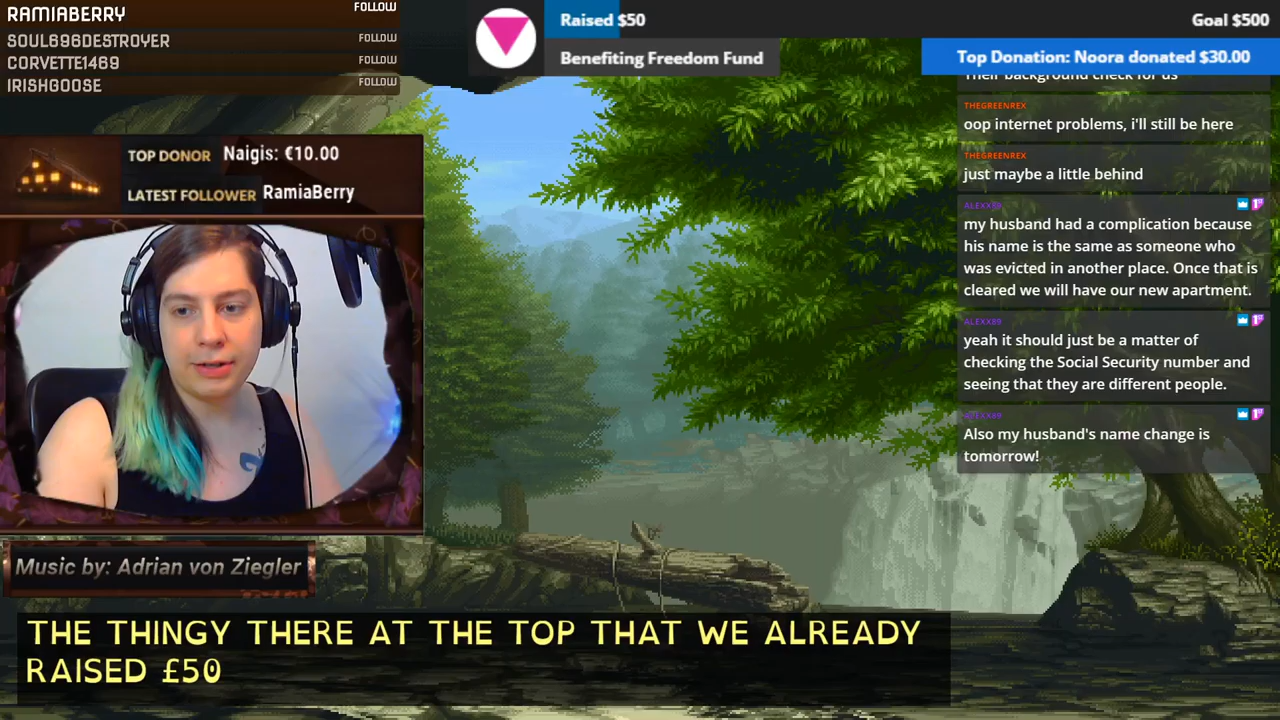 RAMIABERRY FOLLOW
SOUL696DESTROYER FOLLOW
CORVETTE1469 FOLLOW
IRISHGOOSE FOLLOW
Raised $50
Goal $500
Benefiting Freedom Fund
Top Donation: Noora donated $30.00
TOP DONOR Naigis: €10.00
LATEST FOLLOWER RamiaBerry
Their background check for us
THEGREENREX
oop internet problems, i'll still be here
THEGREENREX
just maybe a little behind
ALEXX89
my husband had a complication because
his name is the same as someone who
was evicted in another place. Once that is
cleared we will have our new apartment.
ALEXX89
yeah it should just be a matter of
checking the Social Security number and
seeing that they are different people.
ALEXX89
Also my husband's name change is
tomorrow!
Music by: Adrian von Ziegler
THE THINGY THERE AT THE TOP THAT WE ALREADY
RAISED £50